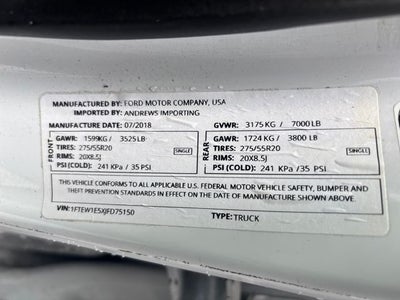 MANUFACTURED BY: FORD MOTOR COMPANY, USA
IMPORTED BY: ANDREWS IMPORTING
MANUFACTURE DATE: 07/2018
GVWR: 3175 KG / 7000 LB
FRONT
GAWR: 1599KG / 3525 LB
TIRES: 275/55R20
RIMS: 20X8.5J
SINGLE
PSI (COLD): 241 KPa / 35 PSI
REAR
GAWR: 1724 KG / 3800 LB
TIRES: 275/55R20
RIMS: 20X8.5J
SINGLE
PSI (COLD): 241 KPa / 35 PSI
THIS VEHICLE CONFORMS TO ALL APPLICABLE U.S. FEDERAL MOTOR VEHICLE SAFETY, BUMPER AND
THEFT PREVENTION STANDARDS IN EFFECT ON THE DATE OF MANUFACTURE SHOWN ABOVE.
VIN: 1FTEW1E5XJFD75150
TYPE: TRUCK